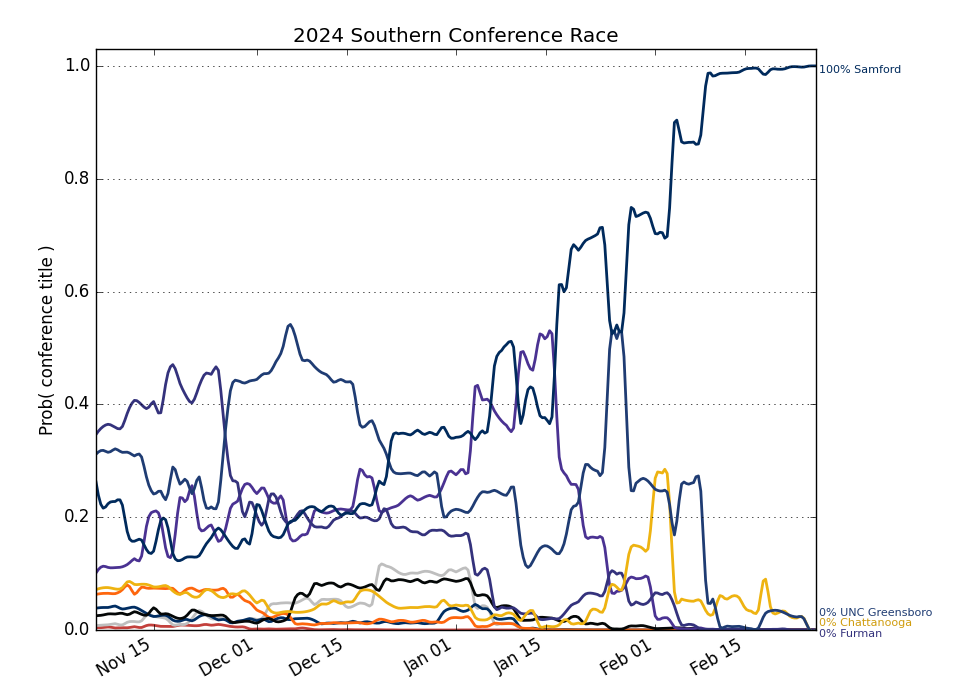 2024 Southern Conference Race
Prob( conference title )
1.0
0.8
0.6
0.4
0.2
0.0
Nov 15
Dec 01
Dec 15
Jan 01
Jan 15
Feb 01
Feb 15
100% Samford
0% UNC Greensboro
0% Chattanooga
0% Furman